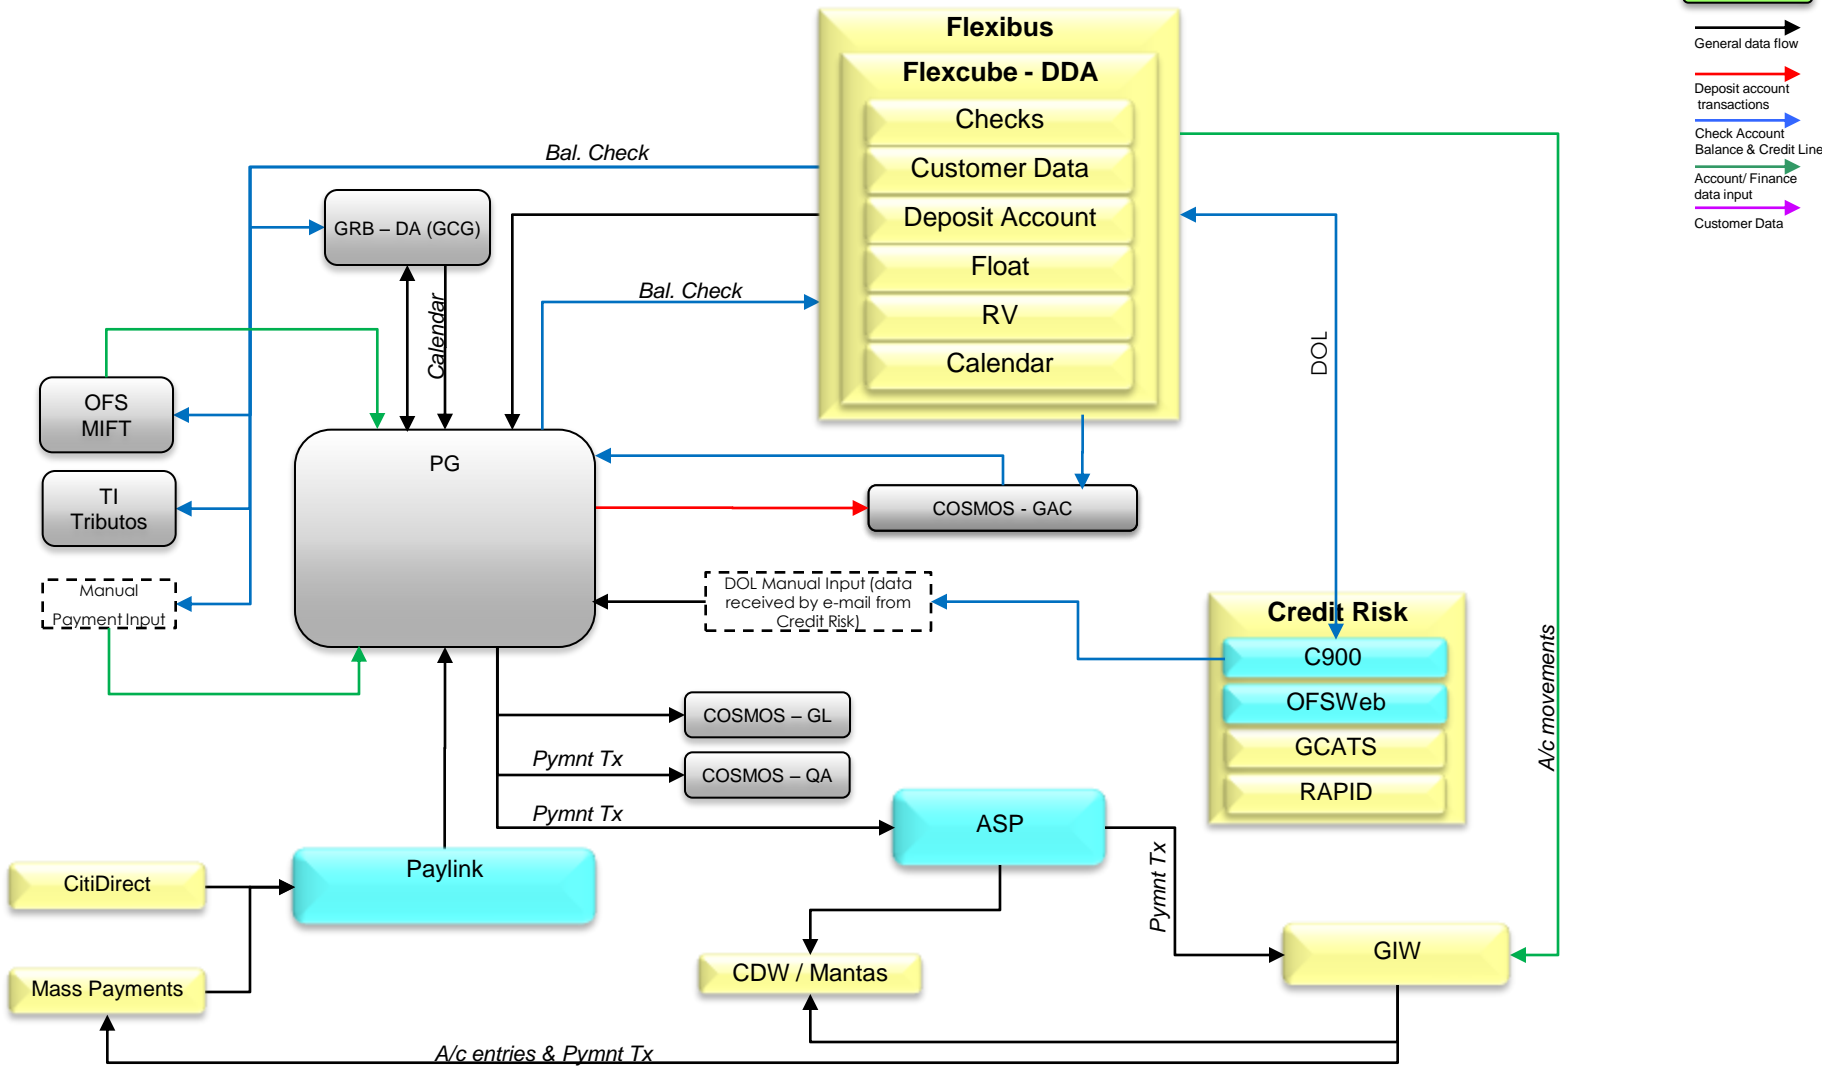 Flexibus
Flexcube - DDA
Checks
Customer Data
Deposit Account
Float
RV
Calendar
General data flow
Deposit account
transactions
Check Account
Balance & Credit Line
Account/ Finance
data input
Customer Data
Bal. Check
GRB – DA (GCG)
Bal. Check
Calendar
DOL
OFS
MIFT
TI
Tributos
Manual
Payment Input
PG
COSMOS - GAC
DOL Manual Input (data
received by e-mail from
Credit Risk)
Credit Risk
C900
OFSWeb
GCATS
RAPID
A/c movements
COSMOS – GL
Pymnt Tx
COSMOS – QA
Pymnt Tx
ASP
Pymnt Tx
CitiDirect
Paylink
Mass Payments
CDW / Mantas
GIW
A/c entries & Pymnt Tx